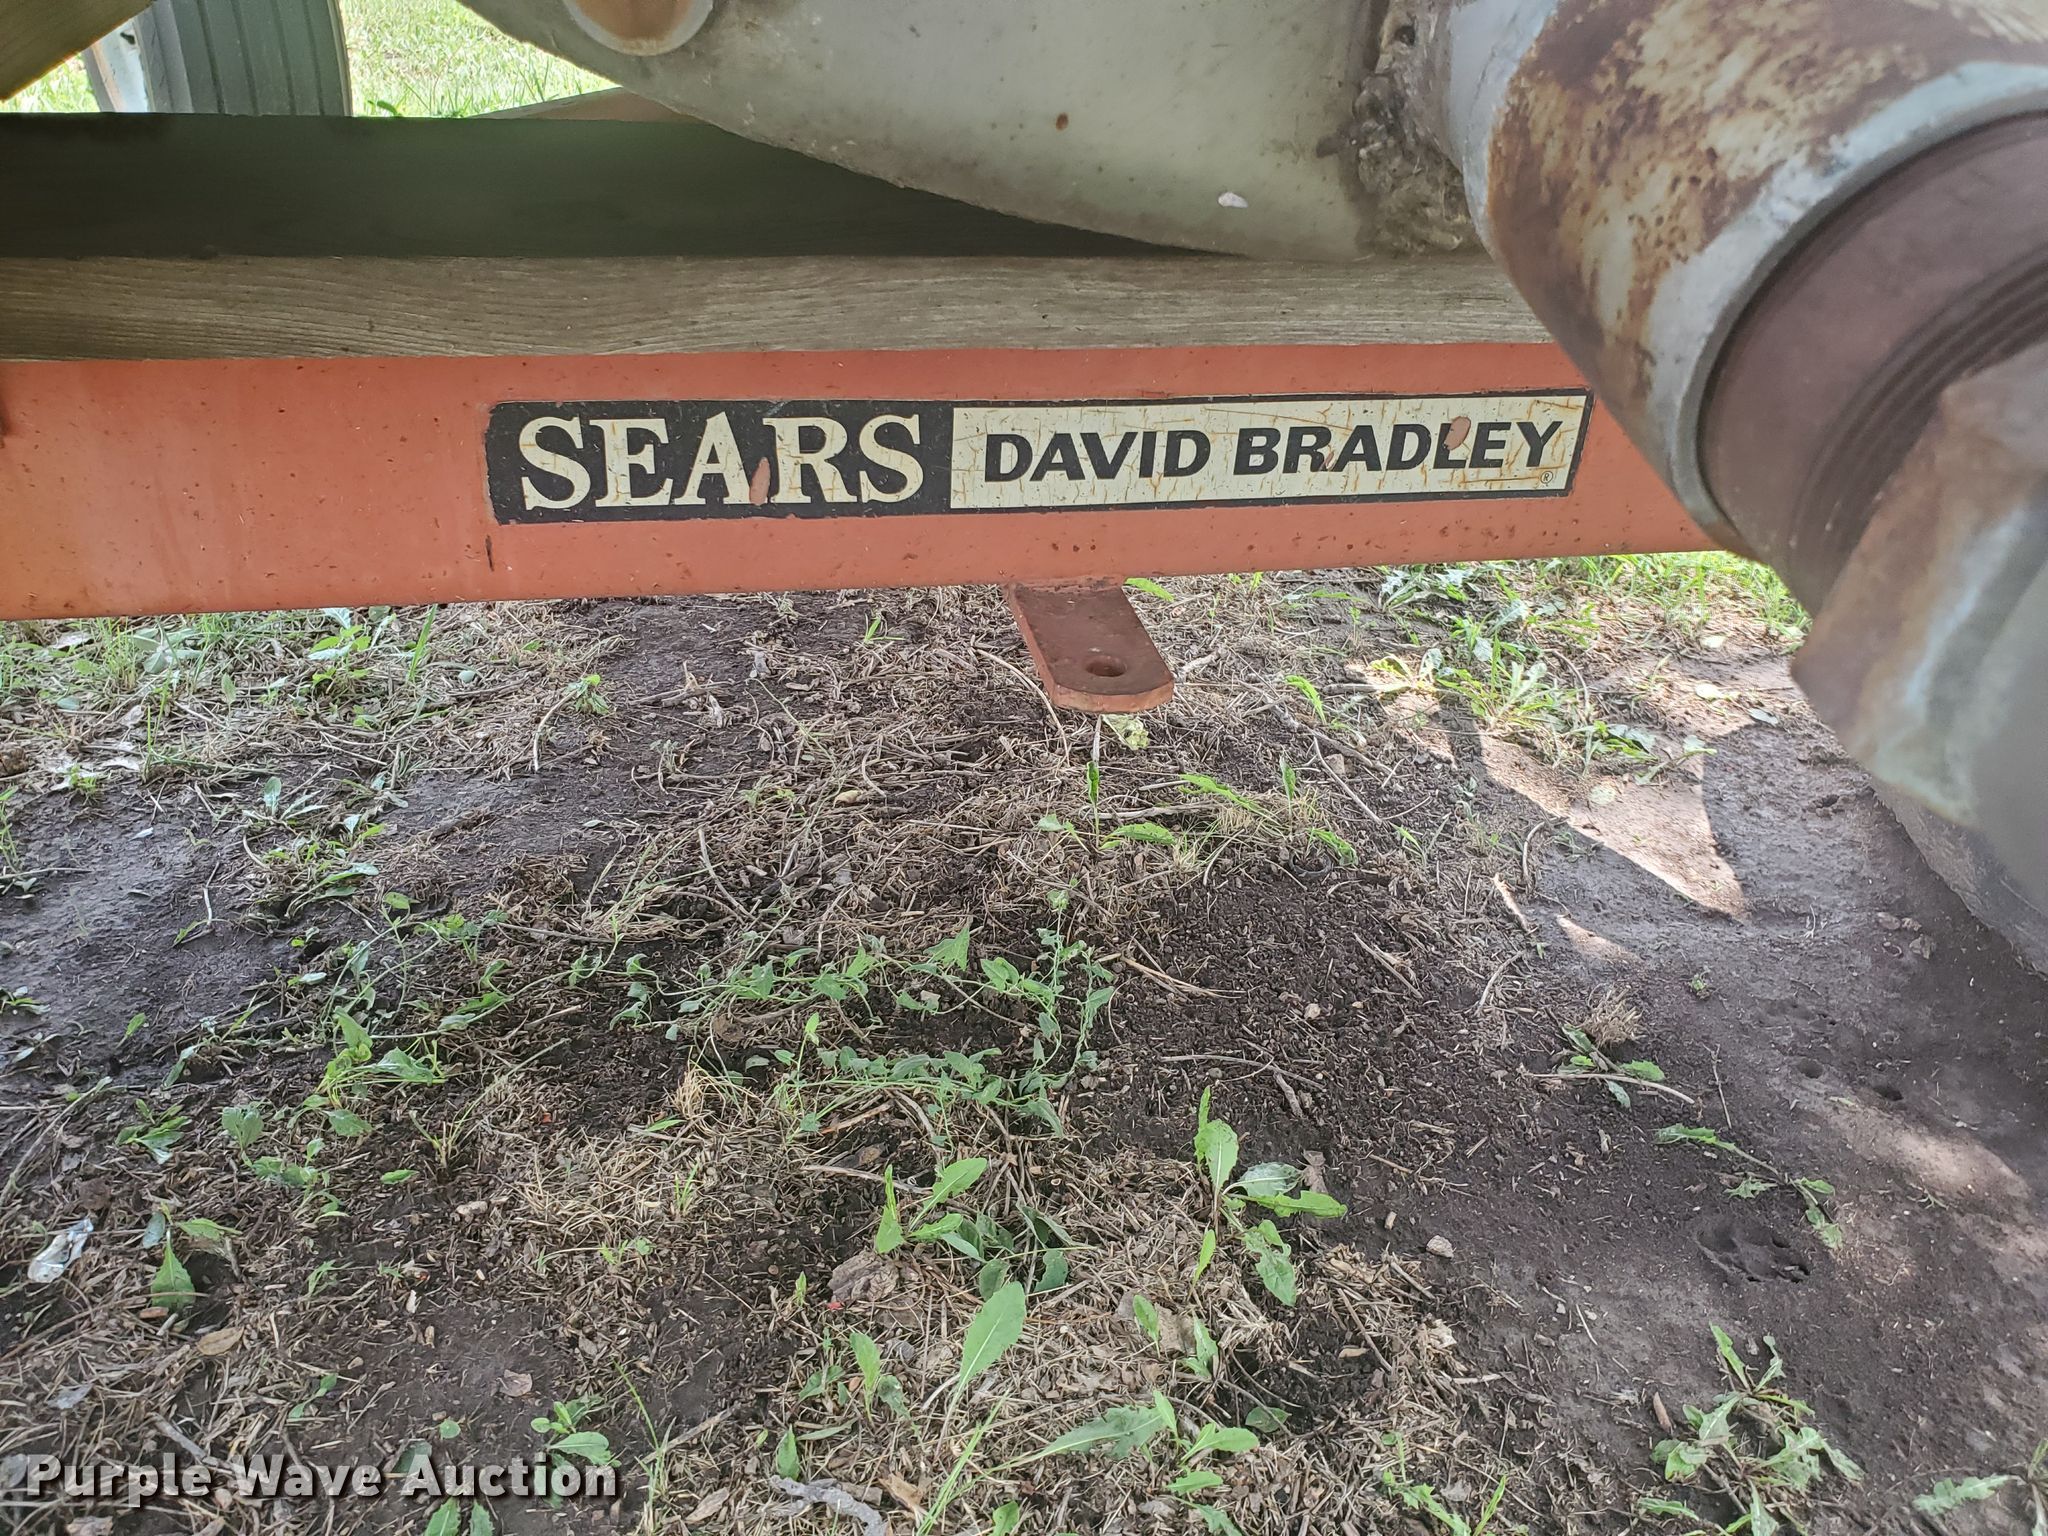 SEARS DAVID BRADLEY ®
Purple Wave Auction